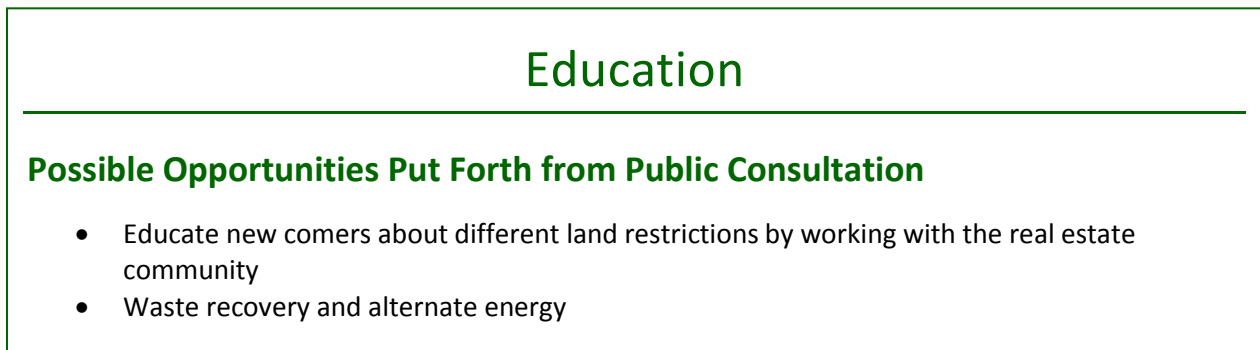 Education
Possible Opportunities Put Forth from Public Consultation
• Educate new comers about different land restrictions by working with the real estate
community
• Waste recovery and alternate energy